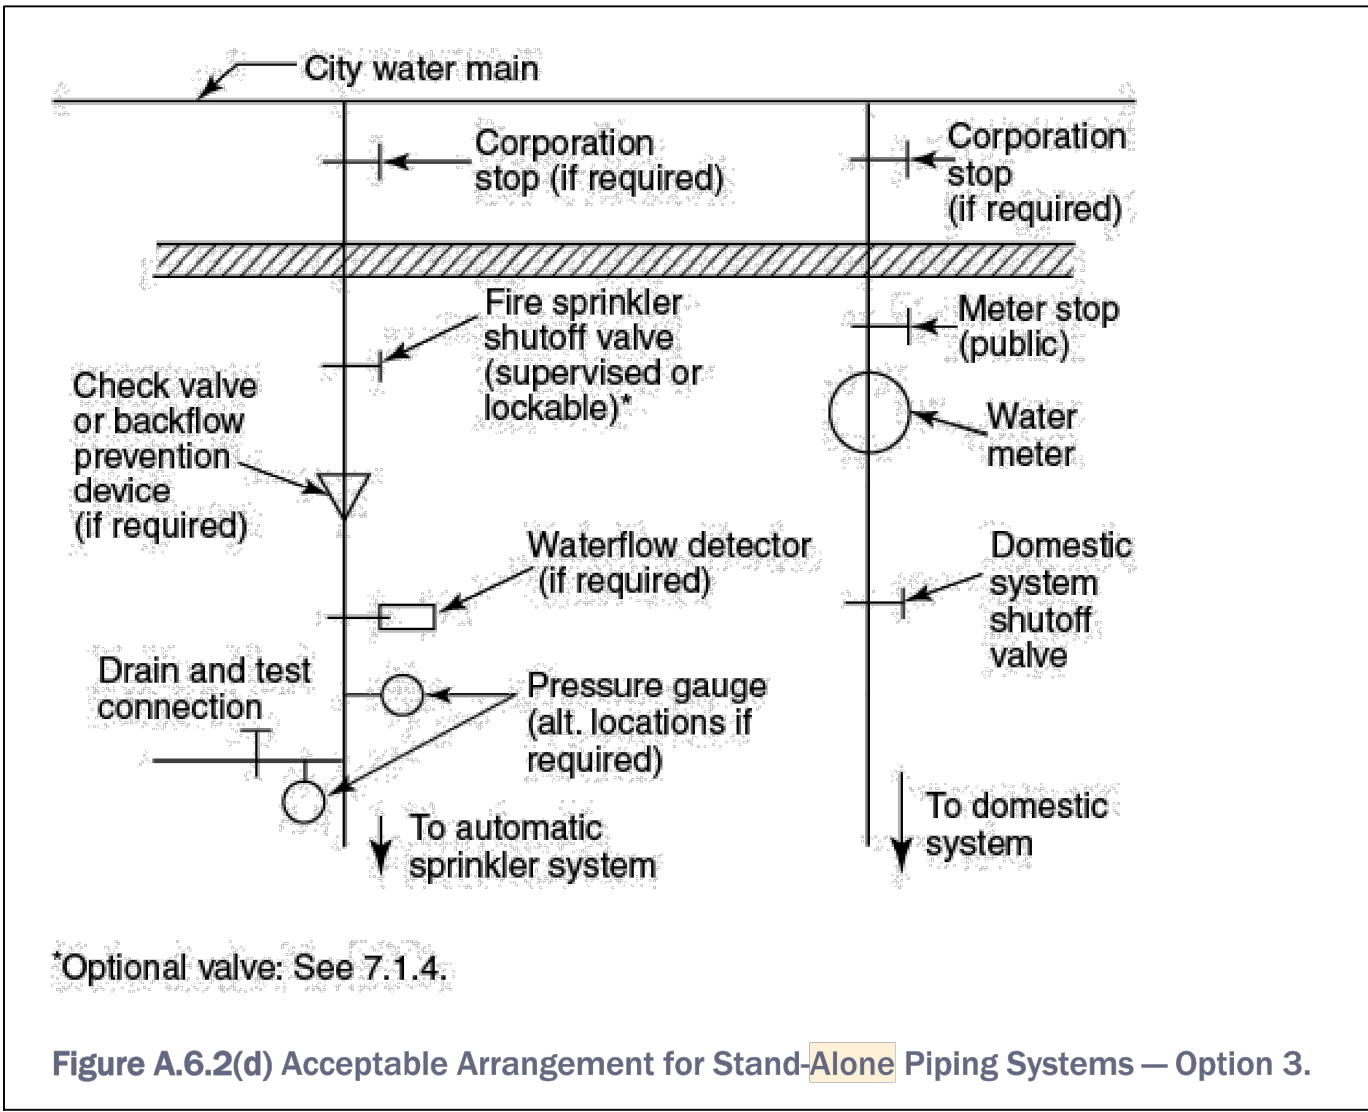 City water main
Corporation
stop (if required)
Corporation
stop
(if required)
Fire sprinkler
shutoff valve
(supervised or
lockable)*
Meter stop
(public)
Check valve
or backflow
prevention
device
(if required)
Water
meter
Waterflow detector
(if required)
Domestic
system
shutoff
valve
Drain and test
connection
Pressure gauge
(alt. locations if
required)
To automatic
sprinkler system
To domestic
system
*Optional valve: See 7.1.4.
Figure A.6.2(d) Acceptable Arrangement for Stand-Alone Piping Systems — Option 3.